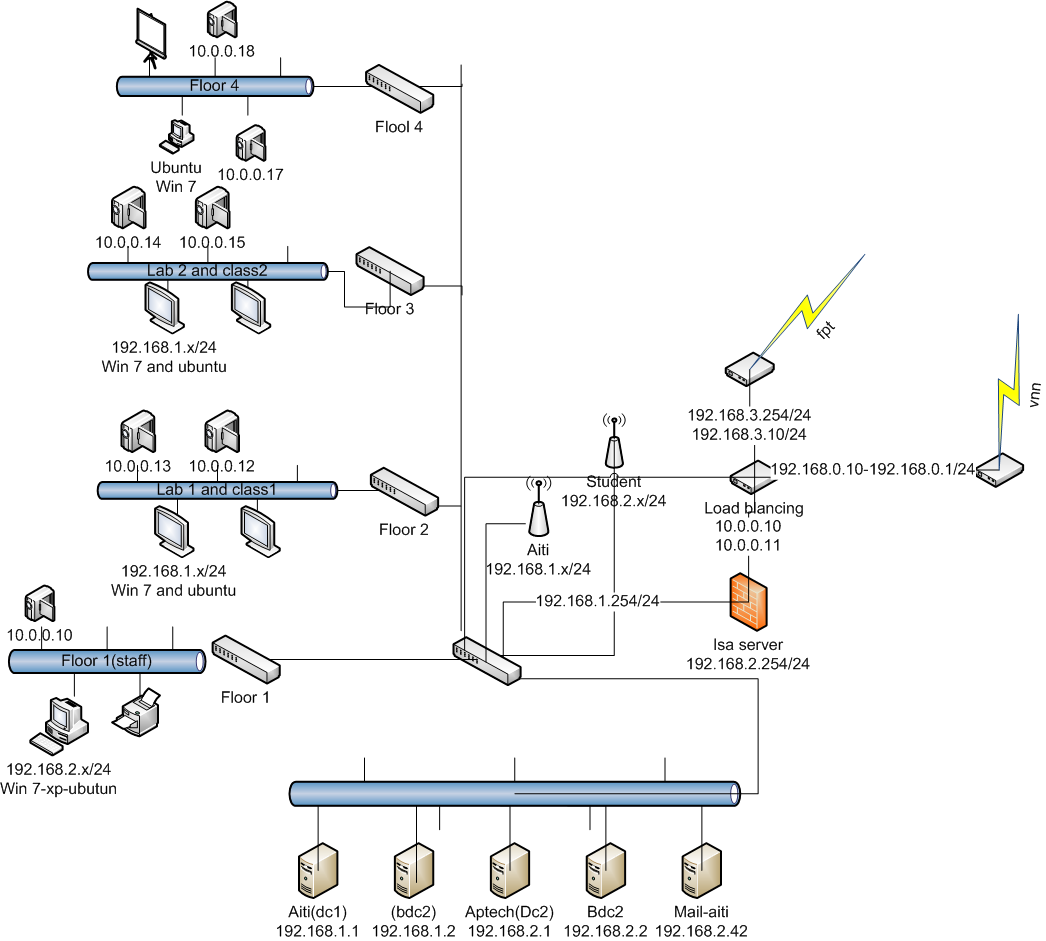 10.0.0.18
Floor 4
Flool 4
Ubuntu
Win 7
10.0.0.17
10.0.0.14
10.0.0.15
Lab 2 and class2
Floor 3
192.168.1.x/24
Win 7 and ubuntu
fpt
vnn
192.168.3.254/24
192.168.3.10/24
10.0.0.13
10.0.0.12
Lab 1 and class1
Floor 2
192.168.1.x/24
Win 7 and ubuntu
Student
192.168.2.x/24
192.168.0.10-192.168.0.1/24
Load blancing
10.0.0.10
10.0.0.11
Aiti
192.168.1.x/24
192.168.1.254/24
Isa server
192.168.2.254/24
10.0.0.10
Floor 1(staff)
Floor 1
192.168.2.x/24
Win 7-xp-ubutun
Aiti(dc1)
192.168.1.1
(bdc2)
192.168.1.2
Aptech(Dc2)
192.168.2.1
Bdc2
192.168.2.2
Mail-aiti
192.168.2.42